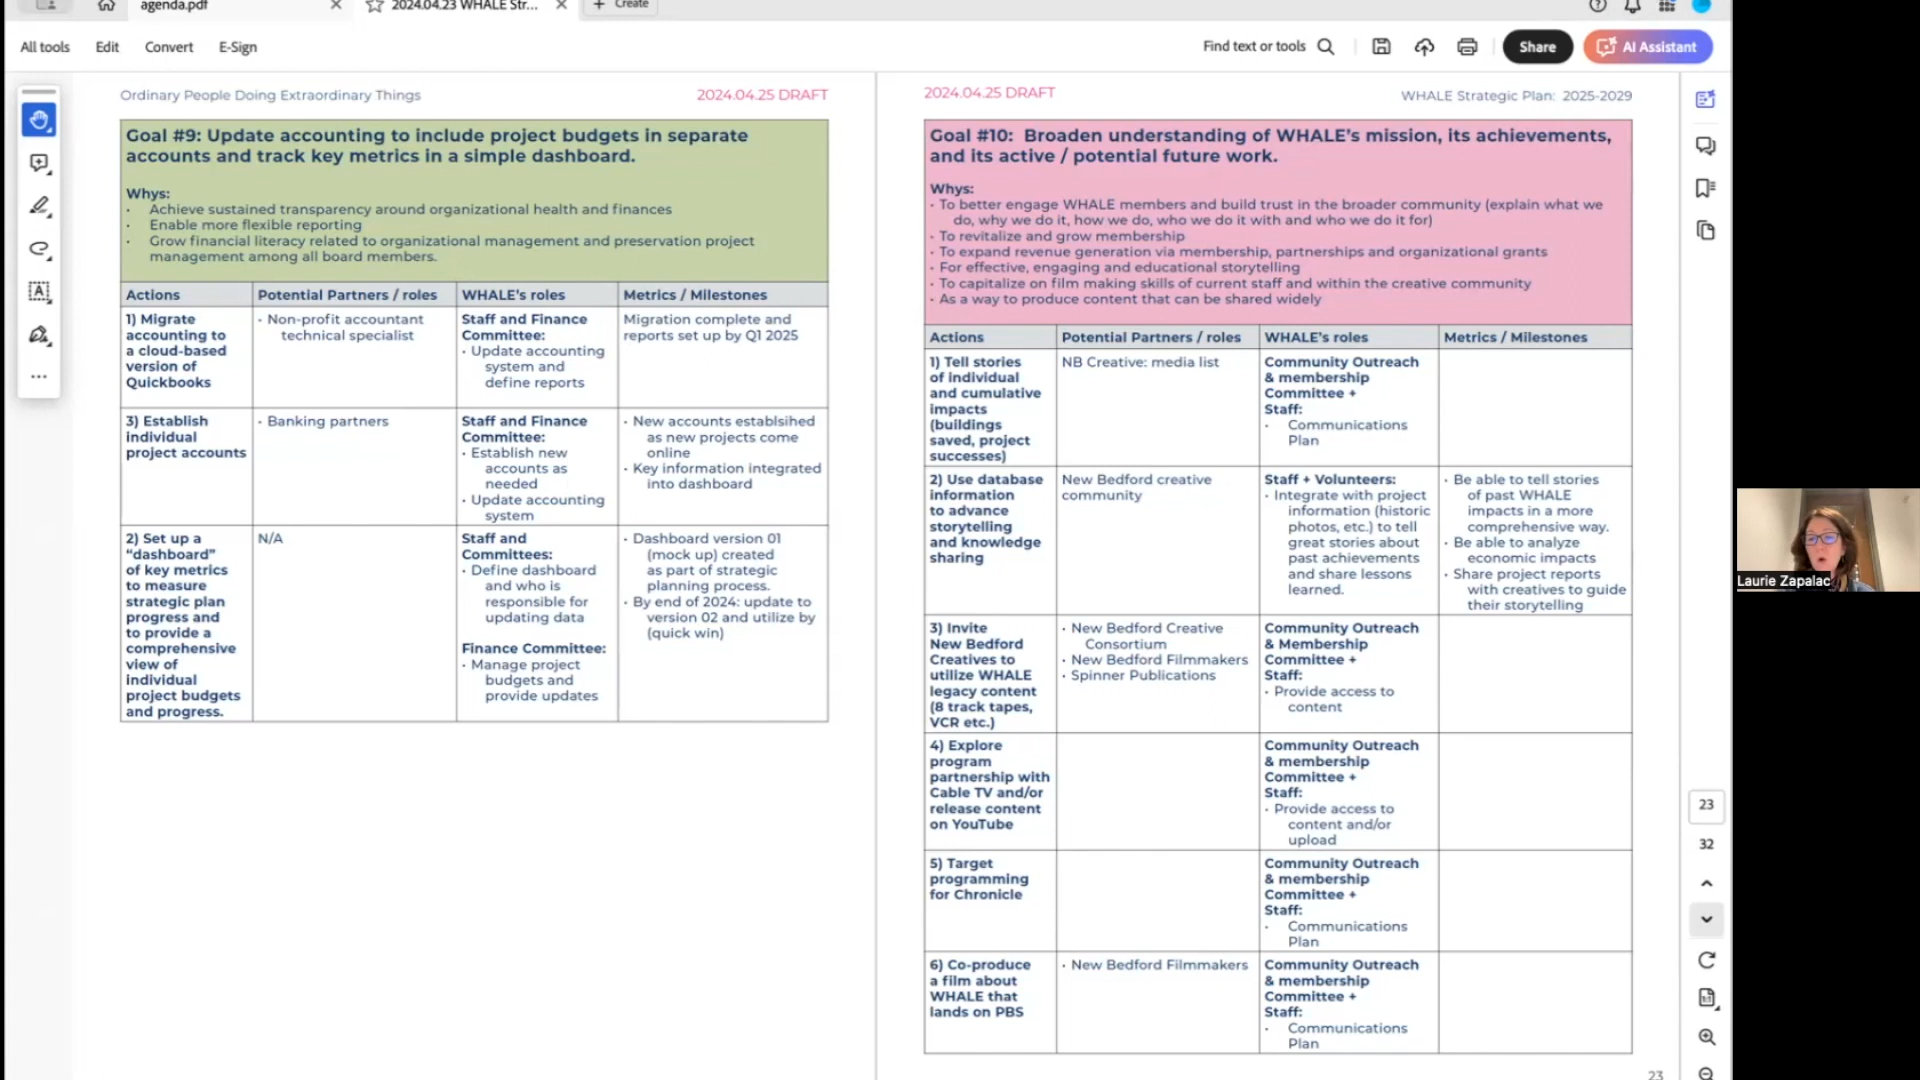 agenda.pdf
2024.04.23 WHALE Str...
Create
All tools
Edit
Convert
E-Sign
Find text or tools
Share
AI Assistant
Ordinary People Doing Extraordinary Things
2024.04.25 DRAFT
Goal #9: Update accounting to include project budgets in separate
accounts and track key metrics in a simple dashboard.
Whys:
· Achieve sustained transparency around organizational health and finances
· Enable more flexible reporting
· Grow financial literacy related to organizational management and preservation project
management among all board members.
Actions
Potential Partners / roles
WHALE's roles
Metrics / Milestones
1) Migrate
accounting to
a cloud-based
version of
Quickbooks
· Non-profit accountant
technical specialist
Staff and Finance
Committee:
· Update accounting
system and
define reports
Migration complete and
reports set up by Q1 2025
3) Establish
individual
project accounts
· Banking partners
Staff and Finance
Committee:
· Establish new
accounts as
needed
· Update accounting
system
· New accounts establsihed
as new projects come
online
· Key information integrated
into dashboard
2) Set up a
“dashboard”
of key metrics
to measure
strategic plan
progress and
to provide a
comprehensive
view of
individual
project budgets
and progress.
N/A
Staff and
Committees:
· Define dashboard
and who is
responsible for
updating data
Finance Committee:
· Manage project
budgets and
provide updates
· Dashboard version 01
(mock up) created
as part of strategic
planning process.
· By end of 2024: update to
version 02 and utilize by
(quick win)
2024.04.25 DRAFT
WHALE Strategic Plan: 2025-2029
Goal #10: Broaden understanding of WHALE's mission, its achievements,
and its active / potential future work.
Whys:
· To better engage WHALE members and build trust in the broader community (explain what we
do, why we do it, how we do, who we do it with and who we do it for)
· To revitalize and grow membership
· To expand revenue generation via membership, partnerships and organizational grants
· For effective, engaging and educational storytelling
· To capitalize on film making skills of current staff and within the creative community
· As a way to produce content that can be shared widely
Actions
Potential Partners / roles
WHALE's roles
Metrics / Milestones
1) Tell stories
of individual
and cumulative
impacts
(buildings
saved, project
successes)
NB Creative: media list
Community Outreach
& membership
Committee +
Staff:
· Communications
Plan
2) Use database
information
to advance
storytelling
and knowledge
sharing
New Bedford creative
community
Staff + Volunteers:
· Integrate with project
information (historic
photos, etc.) to tell
great stories about
past achievements
and share lessons
learned.
· Be able to tell stories
of past WHALE
impacts in a more
comprehensive way.
· Be able to analyze
economic impacts
· Share project reports
with creatives to guide
their storytelling
3) Invite
New Bedford
Creatives to
utilize WHALE
legacy content
(8 track tapes,
VCR etc.)
· New Bedford Creative
Consortium
· New Bedford Filmmakers
· Spinner Publications
Community Outreach
& Membership
Committee +
Staff:
· Provide access to
content
4) Explore
program
partnership with
Cable TV and/or
release content
on YouTube
Community Outreach
& membership
Committee +
Staff:
· Provide access to
content and/or
upload
5) Target
programming
for Chronicle
Community Outreach
& membership
Committee +
Staff:
· Communications
Plan
6) Co-produce
a film about
WHALE that
lands on PBS
· New Bedford Filmmakers
Community Outreach
& membership
Committee +
Staff:
· Communications
Plan
23
23
32
Laurie Zapalac